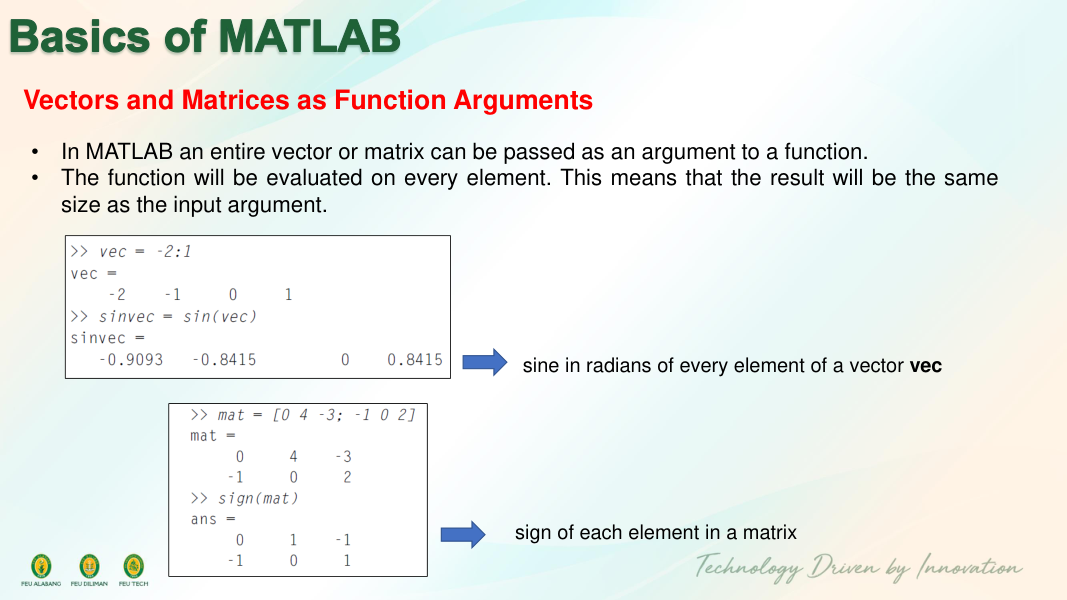 Basics of MATLAB
Vectors and Matrices as Function Arguments
• In MATLAB an entire vector or matrix can be passed as an argument to a function.
• The function will be evaluated on every element. This means that the result will be the same
size as the input argument.
>> vec = -2:1
vec =
-2 -1 0 1
>> sinvec = sin(vec)
sinvec =
-0.9093 -0.8415 0 0.8415
sine in radians of every element of a vector vec
>> mat = [0 4 -3; -1 0 2]
mat =
0 4 -3
-1 0 2
>> sign(mat)
ans =
0 1 -1
-1 0 1
sign of each element in a matrix
FEU ALABANG FEU DILIMAN FEU TECH
Technology Driven by Innovation